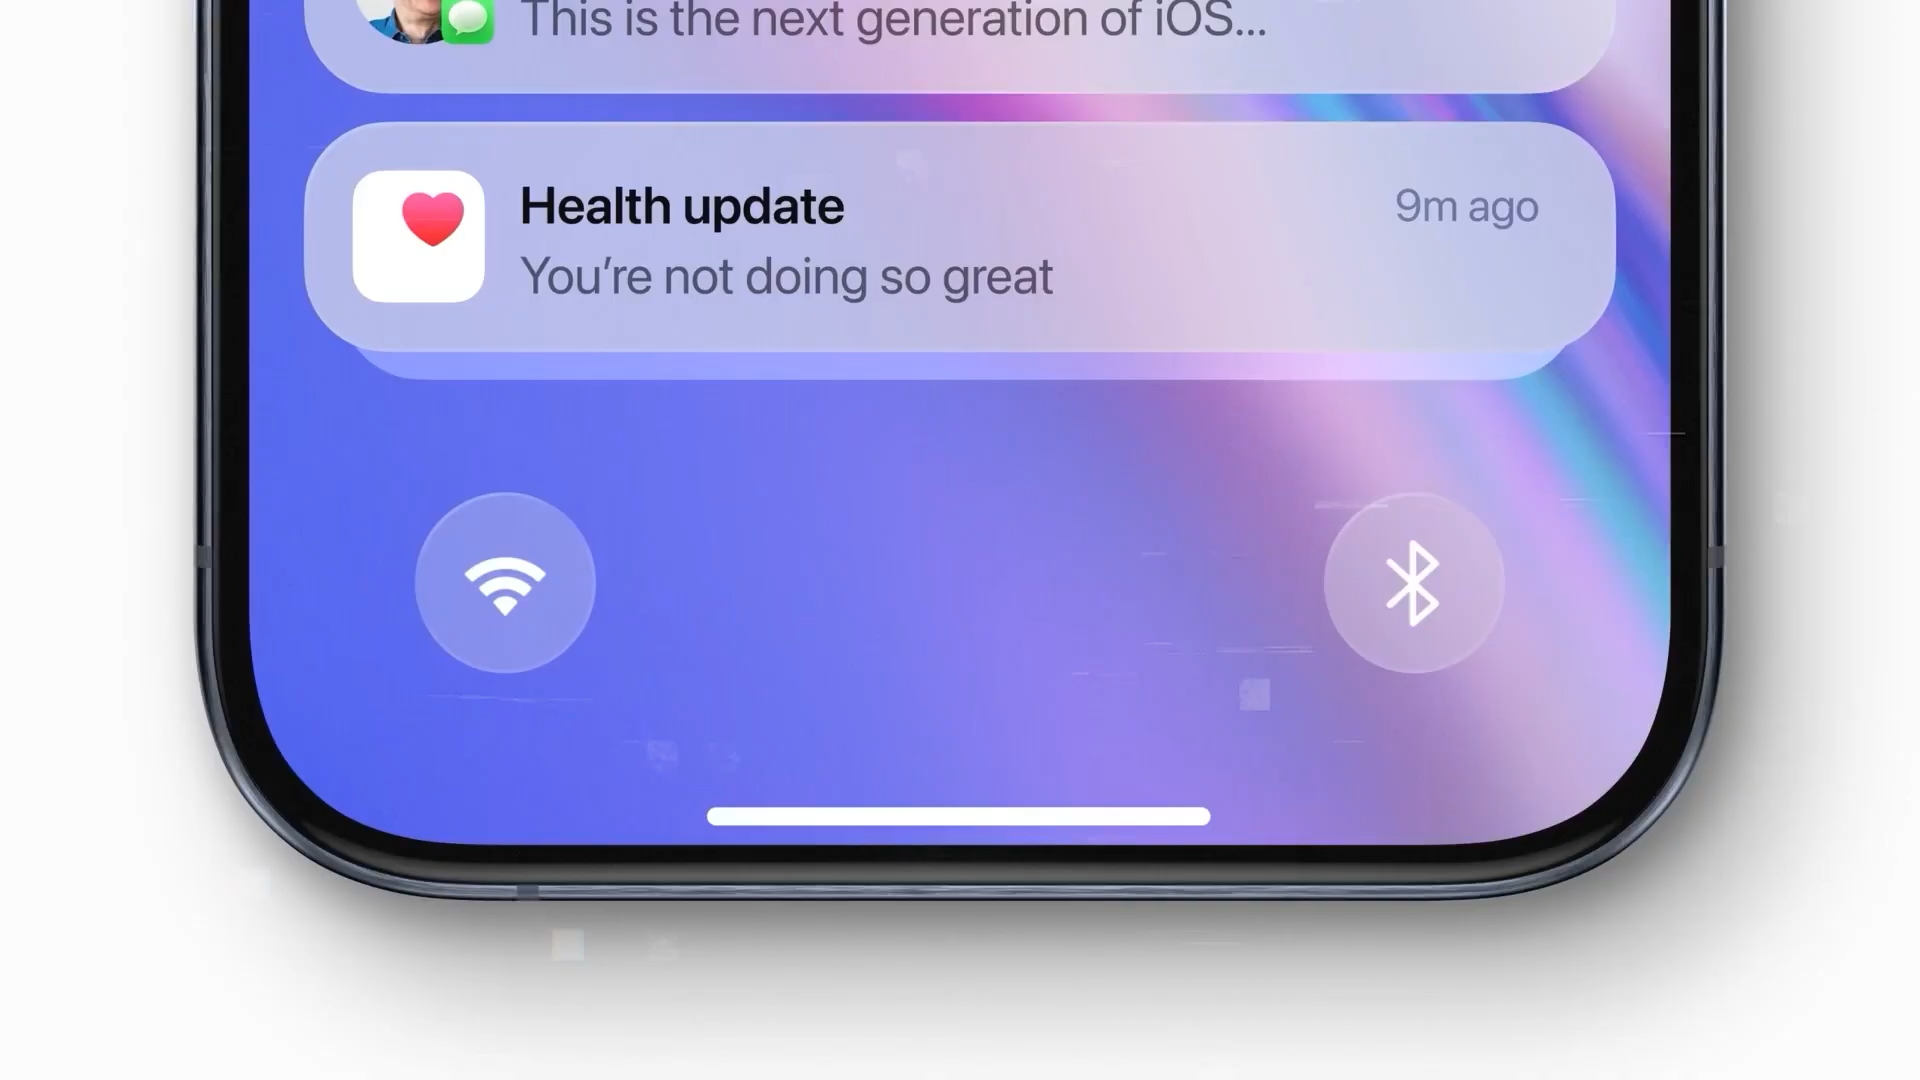 This is the next generation of iOS...
Health update
9m ago
You're not doing so great